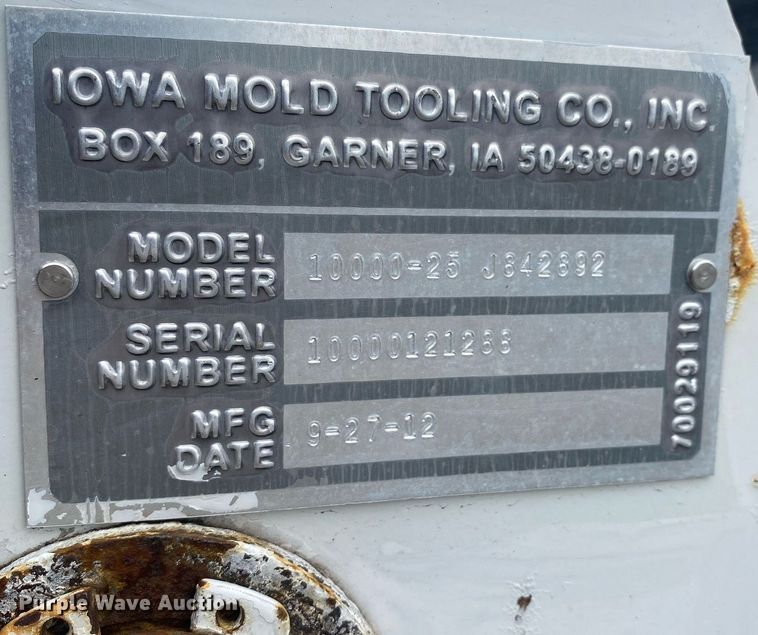 IOWA MOLD TOOLING CO., INC.
BOX 189, GARNER, IA 50438-0189
MODEL NUMBER 10000-25 J842892
SERIAL NUMBER
MFG DATE 9-27-12
70029119
Purple Wave Auction